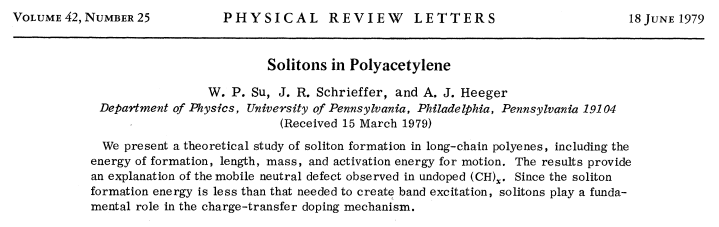 VOLUME 42, NUMBER 25 PHYSICAL REVIEW LETTERS 18 JUNE 1979
Solitons in Polyacetylene
W. P. Su, J. R. Schrieffer, and A. J. Heeger
Department of Physics, University of Pennsylvania, Philadelphia, Pennsylvania 19104
(Received 15 March 1979)
We present a theoretical study of soliton formation in long-chain polyenes, including the
energy of formation, length, mass, and activation energy for motion. The results provide
an explanation of the mobile neutral defect observed in undoped (CH)ₓ. Since the soliton
formation energy is less than that needed to create band excitation, solitons play a funda-
mental role in the charge-transfer doping mechanism.